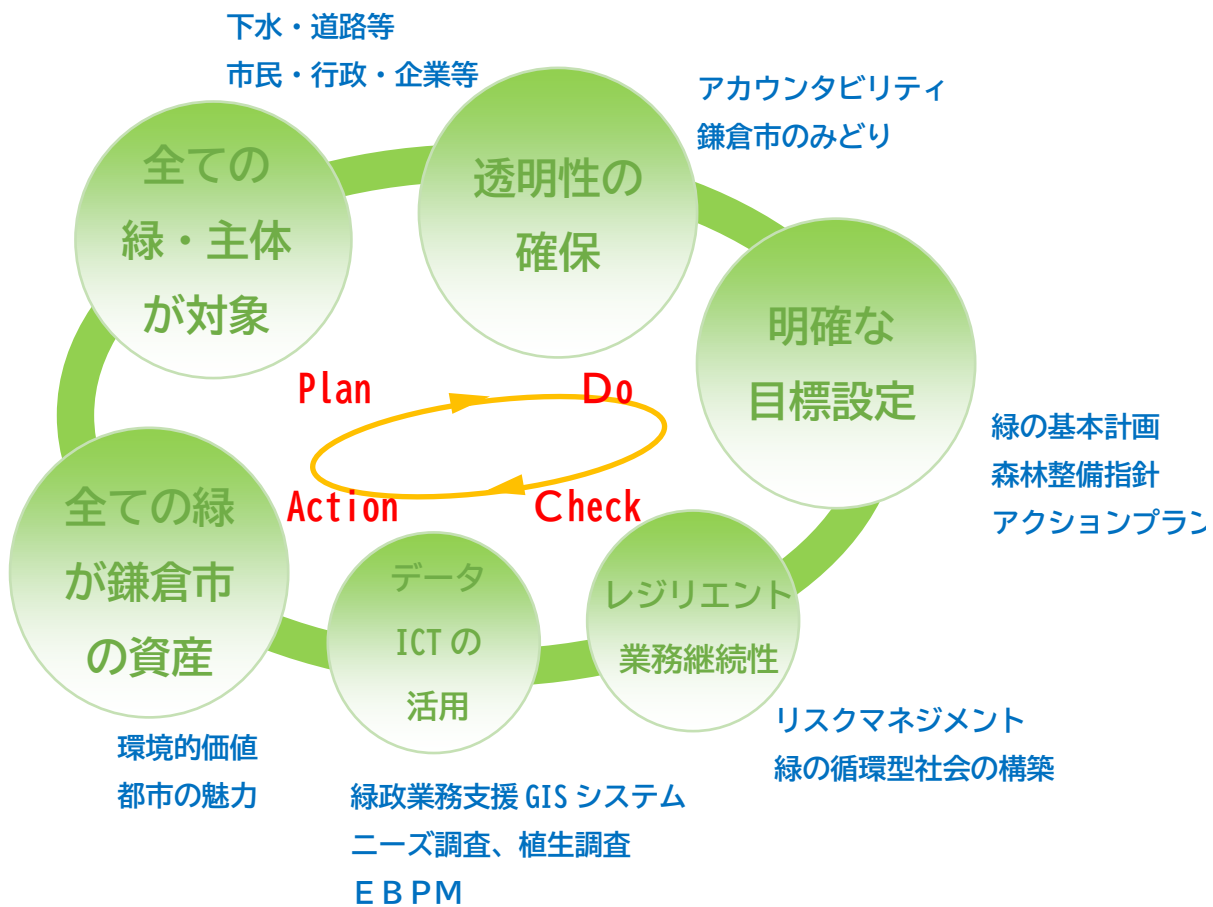 下水・道路等
市民・行政・企業等
アカウンタビリティ
鎌倉市のみどり
全ての
緑・主体
が対象
透明性の
確保
明確な
目標設定
緑の基本計画
森林整備指針
アクションプラン
Plan
Do
Action
Check
全ての緑
が鎌倉市
の資産
環境的価値
都市の魅力
データ
ICTの
活用
緑政業務支援GISシステム
ニーズ調査、植生調査
ＥＢＰＭ
レジリエント
業務継続性
リスクマネジメント
緑の循環型社会の構築